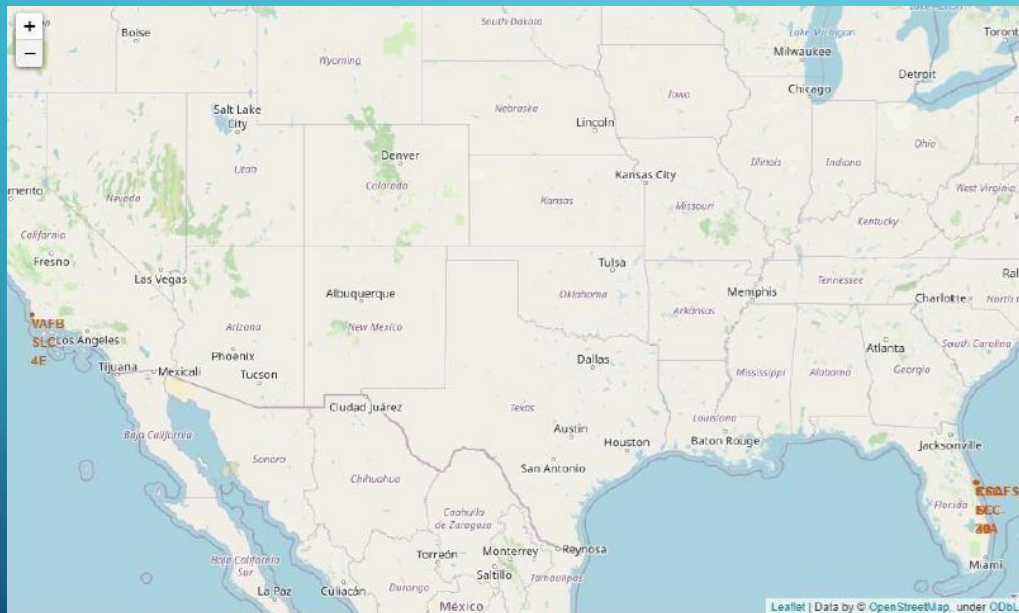 +
−
South Dakota
Boise
Toront
Lake Michigan
Milwaukee
Detroit
Wyoming
Chicago
Iowa
Salt Lake
City
Nebraska
Lincoln
Ohio
Illinois
Indiana
Denver
Utah
Kansas City
Colorado
mento
Nevada
Kansas
Missouri
West Virginia
Kentucky
California
Fresno
Las Vegas
Tulsa
Tennessee
Albuquerque
Oklahoma
Memphis
Charlotte
North C
VAFB
SLC-
4E
Los Angeles
Arizona
New Mexico
Arkansas
South Carolina
Phoenix
Atlanta
Tijuana
Mexicali
Tucson
Dallas
Mississippi
Alabama
Georgia
Ciudad Juárez
Texas
Baja California
Austin
Louisiana
Baton Rouge
Jacksonville
Houston
Sonora
San Antonio
Chihuahua
Florida
Coahuila
de Zaragoza
Torreón
Monterrey
Reynosa
Miami
Baja California
Sur
Saltillo
Tamaulipas
La Paz
Culiacán
Durango
México
Leaflet | Data by © OpenStreetMap, under ODbL